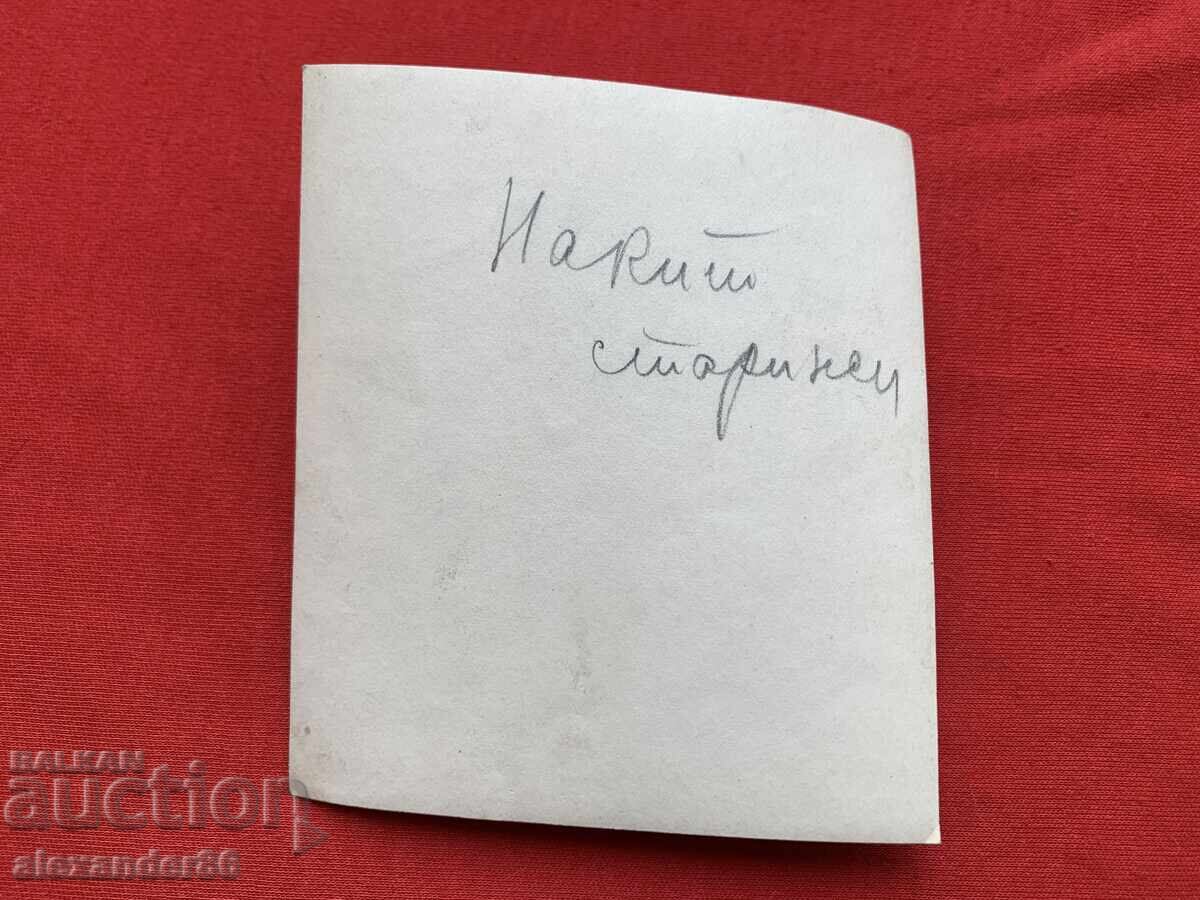 Накит
старинен
BALKAN
auction
alexander86